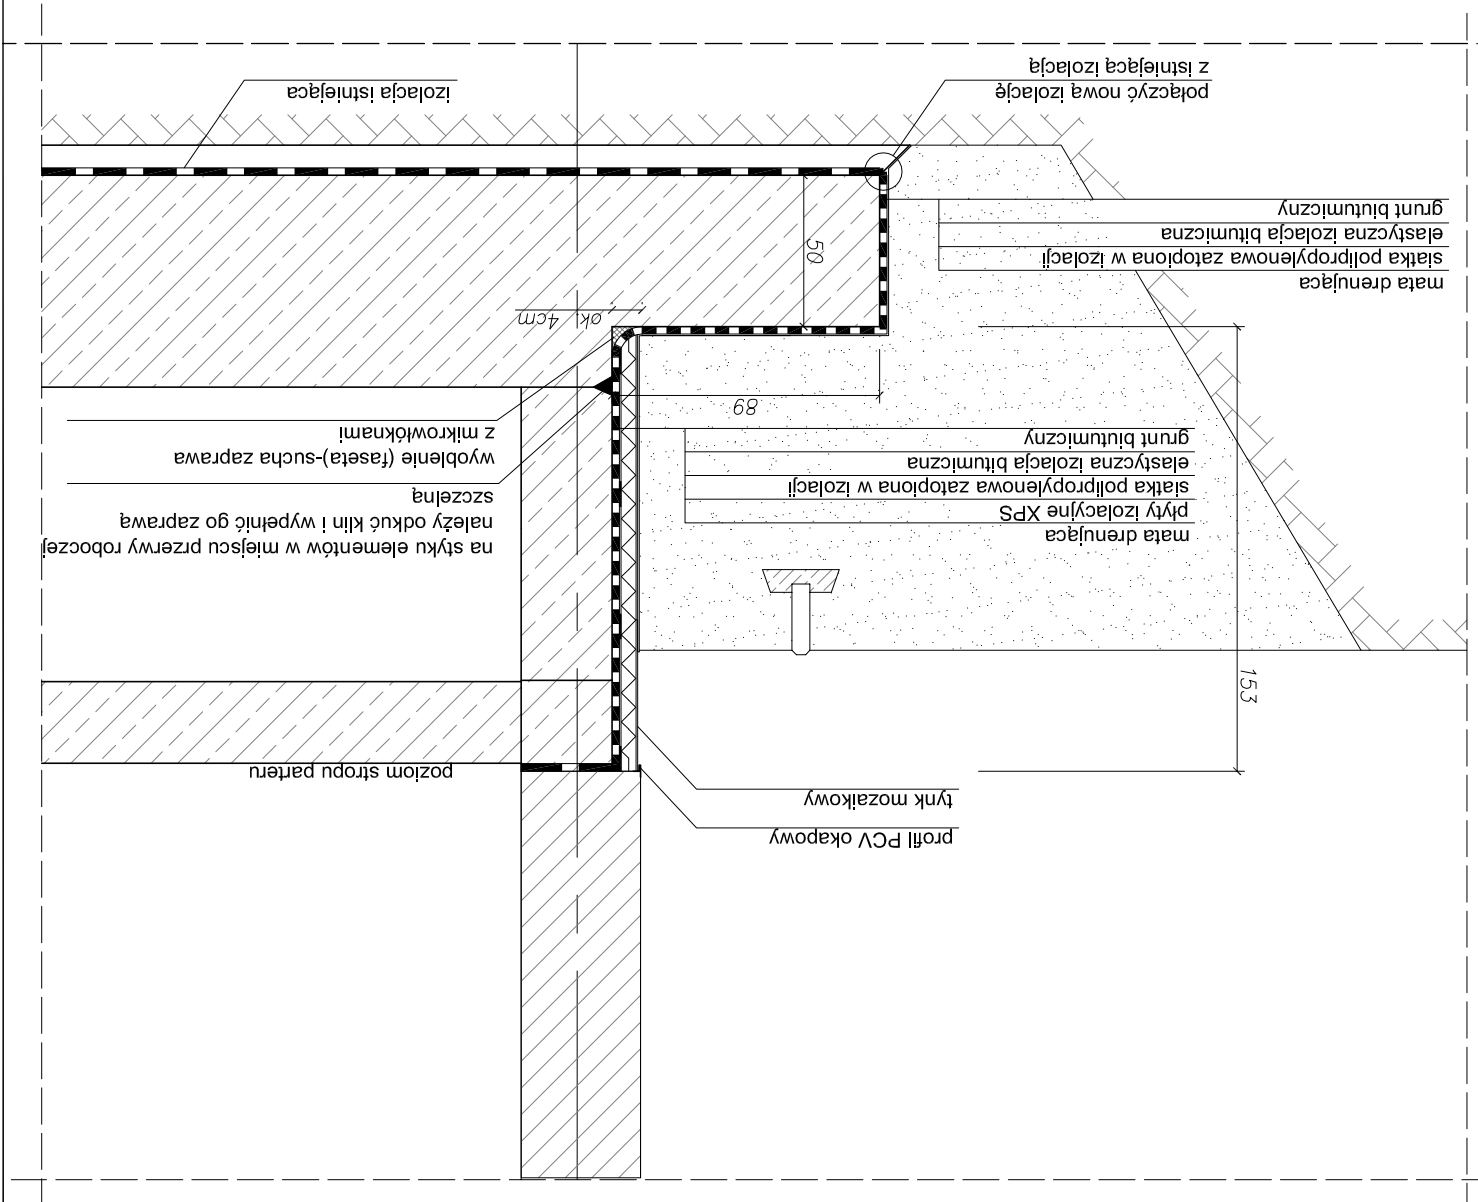 profil PCV okapowy
tynk mozaikowy
poziom stropu parteru
153
na styku elementów w miejscu przerwy roboczej
należy odkuć klin i wypełnić go zaprawą
szczelną
wyoblenie (faseta)-sucha zaprawa
z mikrowłóknami
mata drenująca
płyty izolacyjne XPS
siatka polipropylenowa zatopiona w izolacji
elastyczna izolacja bitumiczna
grunt biutumiczny
89
ok. 4cm
50
mata drenująca
siatka polipropylenowa zatopiona w izolacji
elastyczna izolacja bitumiczna
grunt biutumiczny
połączyć nową izolację
z istniejącą izolacją
izolacja istniejąca